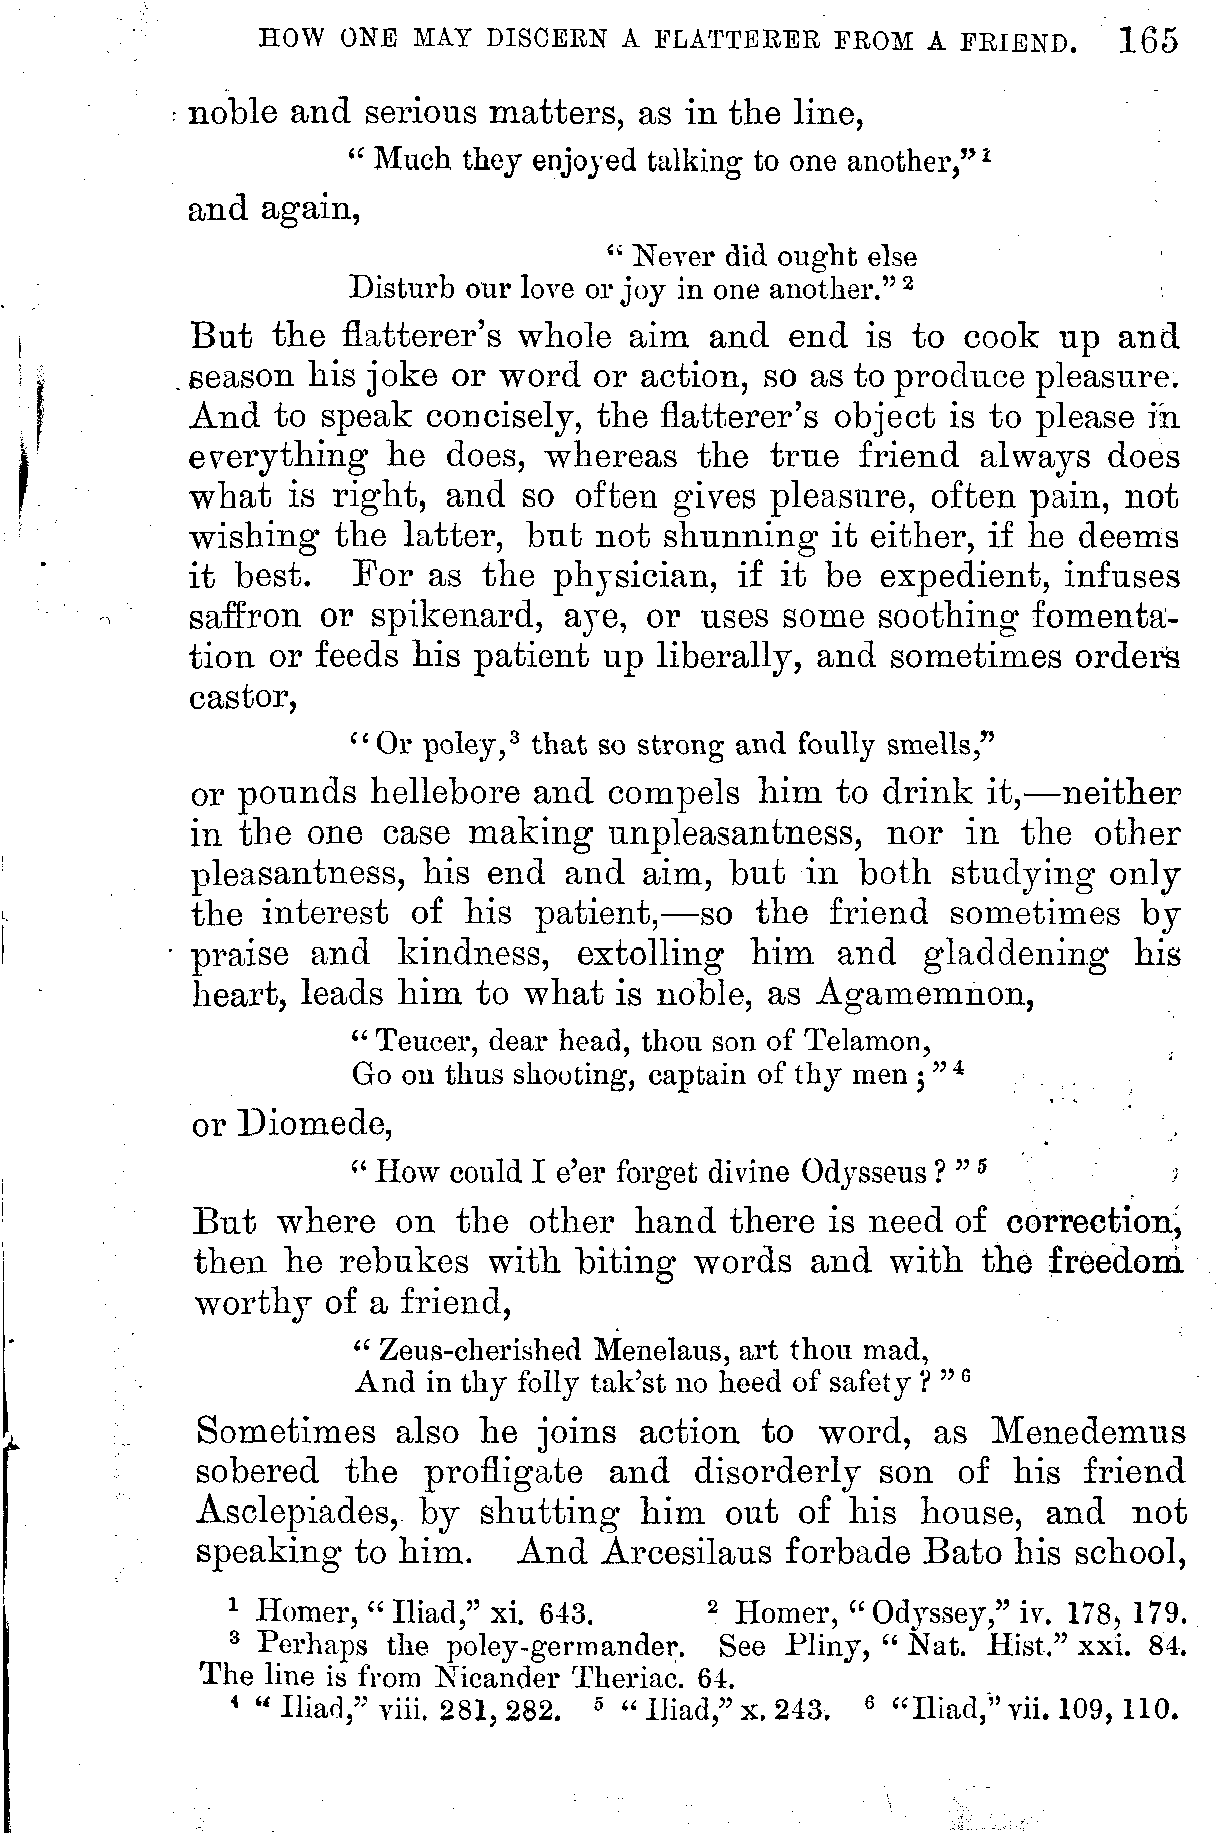 HOW ONE MAY DISCERN A FLATTERER FROM A FRIEND. 165
noble and serious matters, as in the line,
“Much they enjoyed talking to one another,”¹
and again,
“Never did ought else
Disturb our love or joy in one another.”²
But the flatterer’s whole aim and end is to cook up and
season his joke or word or action, so as to produce pleasure.
And to speak concisely, the flatterer’s object is to please in
everything he does, whereas the true friend always does
what is right, and so often gives pleasure, often pain, not
wishing the latter, but not shunning it either, if he deems
it best. For as the physician, if it be expedient, infuses
saffron or spikenard, aye, or uses some soothing fomenta-
tion or feeds his patient up liberally, and sometimes orders
castor,
“Or poley,³ that so strong and foully smells,”
or pounds hellebore and compels him to drink it,—neither
in the one case making unpleasantness, nor in the other
pleasantness, his end and aim, but in both studying only
the interest of his patient,—so the friend sometimes by
praise and kindness, extolling him and gladdening his
heart, leads him to what is noble, as Agamemnon,
“Teucer, dear head, thou son of Telamon,
Go on thus shooting, captain of thy men;”⁴
or Diomede,
“How could I e’er forget divine Odysseus?”⁵
But where on the other hand there is need of correction,
then he rebukes with biting words and with the freedom
worthy of a friend,
“Zeus-cherished Menelaus, art thou mad,
And in thy folly tak’st no heed of safety?”⁶
Sometimes also he joins action to word, as Menedemus
sobered the profligate and disorderly son of his friend
Asclepiades, by shutting him out of his house, and not
speaking to him. And Arcesilaus forbade Bato his school,
¹ Homer, “Iliad,” xi. 643. ² Homer, “Odyssey,” iv. 178, 179.
³ Perhaps the poley-germander. See Pliny, “Nat. Hist.” xxi. 84.
The line is from Nicander Theriac. 64.
⁴ “Iliad,” viii. 281, 282. ⁵ “Iliad,” x. 243. ⁶ “Iliad,” vii. 109, 110.